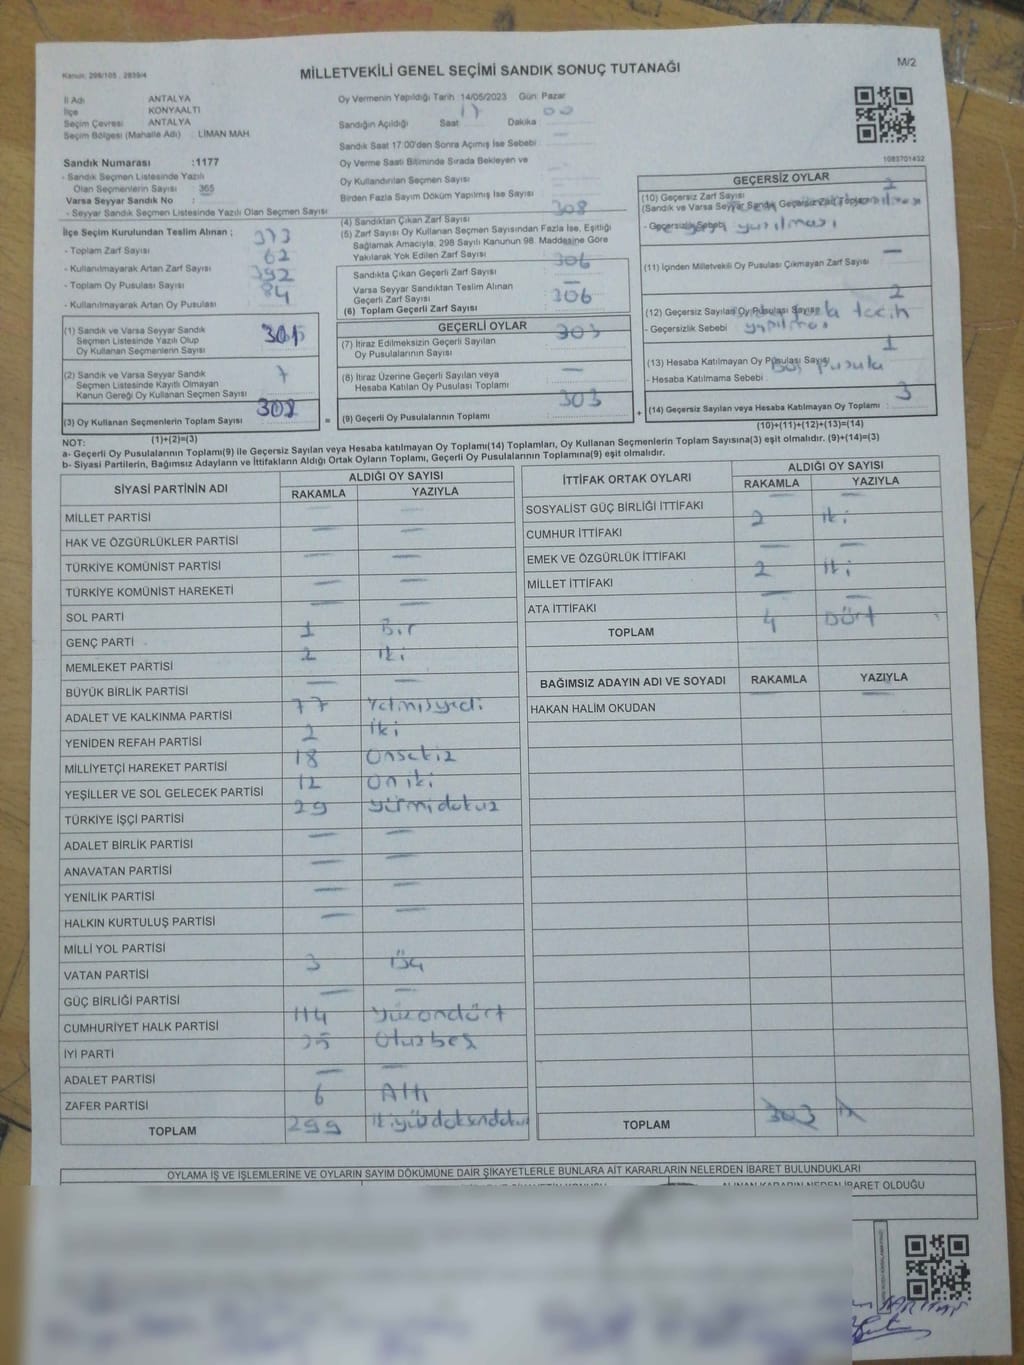 Kanun: 298/105 , 2839/4
M/2
MİLLETVEKİLİ GENEL SEÇİMİ SANDIK SONUÇ TUTANAĞI
İl Adı ANTALYA
İlçe KONYAALTI
Seçim Çevresi ANTALYA
Seçim Bölgesi (Mahalle Adı) : LİMAN MAH.
Sandık Numarası :1177
- Sandık Seçmen Listesinde Yazılı
Olan Seçmenlerin Sayısı : 365
Varsa Seyyar Sandık No :
- Seyyar Sandık Seçmen Listesinde Yazılı Olan Seçmen Sayısı
İlçe Seçim Kurulundan Teslim Alınan ; 373
- Toplam Zarf Sayısı 62
- Kullanılmayarak Artan Zarf Sayısı 392
- Toplam Oy Pusulası Sayısı 84
- Kullanılmayarak Artan Oy Pusulası
(1) Sandık ve Varsa Seyyar Sandık
Seçmen Listesinde Yazılı Olup
Oy Kullanan Seçmenlerin Sayısı
(2) Sandık ve Varsa Seyyar Sandık 7
Seçmen Listesinde Kayıtlı Olmayan
Kanun Gereği Oy Kullanan Seçmen Sayısı
(3) Oy Kullanan Seçmenlerin Toplam Sayısı
(1)+(2)=(3)
Oy Vermenin Yapıldığı Tarih :14/05/2023 Gün: Pazar
17 00
Sandığın Açıldığı Saat Dakika
Sandık Saat 17:00'den Sonra Açımış İse Sebebi —
Oy Verme Saati Bitiminde Sırada Bekleyen ve
Oy Kullandırılan Seçmen Sayısı
Birden Fazla Sayım Döküm Yapılmış İse Sayısı
308
(4) Sandıktan Çıkan Zarf Sayısı
(5) Zarf Sayısı Oy Kullanan Seçmen Sayısından Fazla İse, Eşitliği
Sağlamak Amacıyla, 298 Sayılı Kanunun 98. Maddesine Göre
Yakılarak Yok Edilen Zarf Sayısı
306
Sandıkta Çıkan Geçerli Zarf Sayısı
Varsa Seyyar Sandıktan Teslim Alınan —
Geçerli Zarf Sayısı 306
(6) Toplam Geçerli Zarf Sayısı
GEÇERLİ OYLAR
303
(7) İtiraz Edilmeksizin Geçerli Sayılan
Oy Pusulalarının Sayısı
(8) İtiraz Üzerine Geçerli Sayılan veya —
Hesaba Katılan Oy Pusulası Toplamı
303
= (9) Geçerli Oy Pusulalarının Toplamı +
1083701432
GEÇERSİZ OYLAR
(10) Geçersiz Zarf Sayısı
(Sandık ve Varsa Seyyar Sandık Geçersiz Zarf Toplamı)
- Geçersizlik Sebebi yazılması
(11) İçinden Milletvekili Oy Pusulası Çıkmayan Zarf Sayısı —
2
(12) Geçersiz Sayılan Oy Pusulası Sayısı
- Geçersizlik Sebebi yapılması
1
(13) Hesaba Katılmayan Oy Pusulası Sayısı
Boş pusula
- Hesaba Katılmama Sebebi
3
(14) Geçersiz Sayılan veya Hesaba Katılmayan Oy Toplamı :
(10)+(11)+(12)+(13)=(14)
NOT:
a- Geçerli Oy Pusulalarının Toplamı(9) ile Geçersiz Sayılan veya Hesaba katılmayan Oy Toplamı(14) Toplamları, Oy Kullanan Seçmenlerin Toplam Sayısına(3) eşit olmalıdır. (9)+(14)=(3)
b- Siyasi Partilerin, Bağımsız Adayların ve İttifakların Aldığı Ortak Oyların Toplamı, Geçerli Oy Pusulalarının Toplamına(9) eşit olmalıdır.
SİYASİ PARTİNİN ADI ALDIĞI OY SAYISI
RAKAMLA YAZIYLA
MİLLET PARTİSİ — —
HAK VE ÖZGÜRLÜKLER PARTİSİ — —
TÜRKİYE KOMÜNİST PARTİSİ — —
TÜRKİYE KOMÜNİST HAREKETİ — —
SOL PARTİ — —
GENÇ PARTİ 1 Bir
MEMLEKET PARTİSİ 2 iki
BÜYÜK BİRLİK PARTİSİ — —
ADALET VE KALKINMA PARTİSİ 77 Yetmişyedi
YENİDEN REFAH PARTİSİ 2 iki
MİLLİYETÇİ HAREKET PARTİSİ 18 Onsekiz
YEŞİLLER VE SOL GELECEK PARTİSİ 12 Oniki
TÜRKİYE İŞÇİ PARTİSİ 29 yirmidokuz
ADALET BİRLİK PARTİSİ — —
ANAVATAN PARTİSİ — —
YENİLİK PARTİSİ — —
HALKIN KURTULUŞ PARTİSİ — —
MİLLİ YOL PARTİSİ
VATAN PARTİSİ 3 Üç
GÜÇ BİRLİĞİ PARTİSİ — —
CUMHURİYET HALK PARTİSİ 114 yüzondört
İYİ PARTİ 35 Otuzbeş
ADALET PARTİSİ — —
ZAFER PARTİSİ 6 Altı
TOPLAM 299 ikiyüzdoksandokuz
İTTİFAK ORTAK OYLARI ALDIĞI OY SAYISI
RAKAMLA YAZIYLA
SOSYALİST GÜÇ BİRLİĞİ İTTİFAKI — —
CUMHUR İTTİFAKI 2 iki
EMEK VE ÖZGÜRLÜK İTTİFAKI — —
MİLLET İTTİFAKI 2 iki
ATA İTTİFAKI — —
TOPLAM 4 Dört
BAĞIMSIZ ADAYIN ADI VE SOYADI RAKAMLA YAZIYLA
HAKAN HALİM OKUDAN — —
TOPLAM 303
OYLAMA İŞ VE İŞLEMLERİNE VE OYLARIN SAYIM DÖKÜMÜNE DAİR ŞİKAYETLERLE BUNLARA AİT KARARLARIN NELERDEN İBARET BULUNDUKLARI
ALINAN KARARIN NEDEN İBARET OLDUĞU